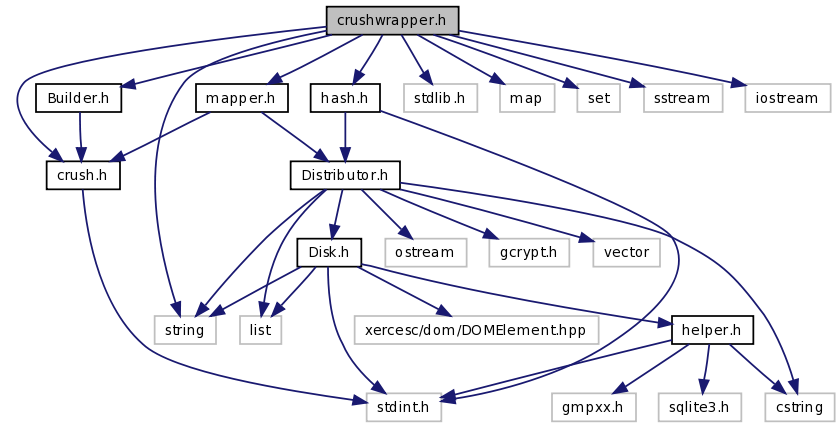 crushwrapper.h
Builder.h
mapper.h
hash.h
stdlib.h
map
set
sstream
iostream
crush.h
Distributor.h
Disk.h
ostream
gcrypt.h
vector
string
list
xercesc/dom/DOMElement.hpp
helper.h
stdint.h
gmpxx.h
sqlite3.h
cstring